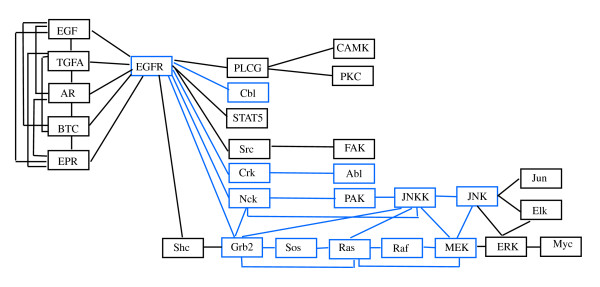 EGF
TGFA
AR
BTC
EPR
EGFR
PLCG
CAMK
PKC
Cbl
STAT5
Src
FAK
Crk
Abl
Nck
PAK
JNKK
JNK
Jun
Elk
Shc
Grb2
Sos
Ras
Raf
MEK
ERK
Myc